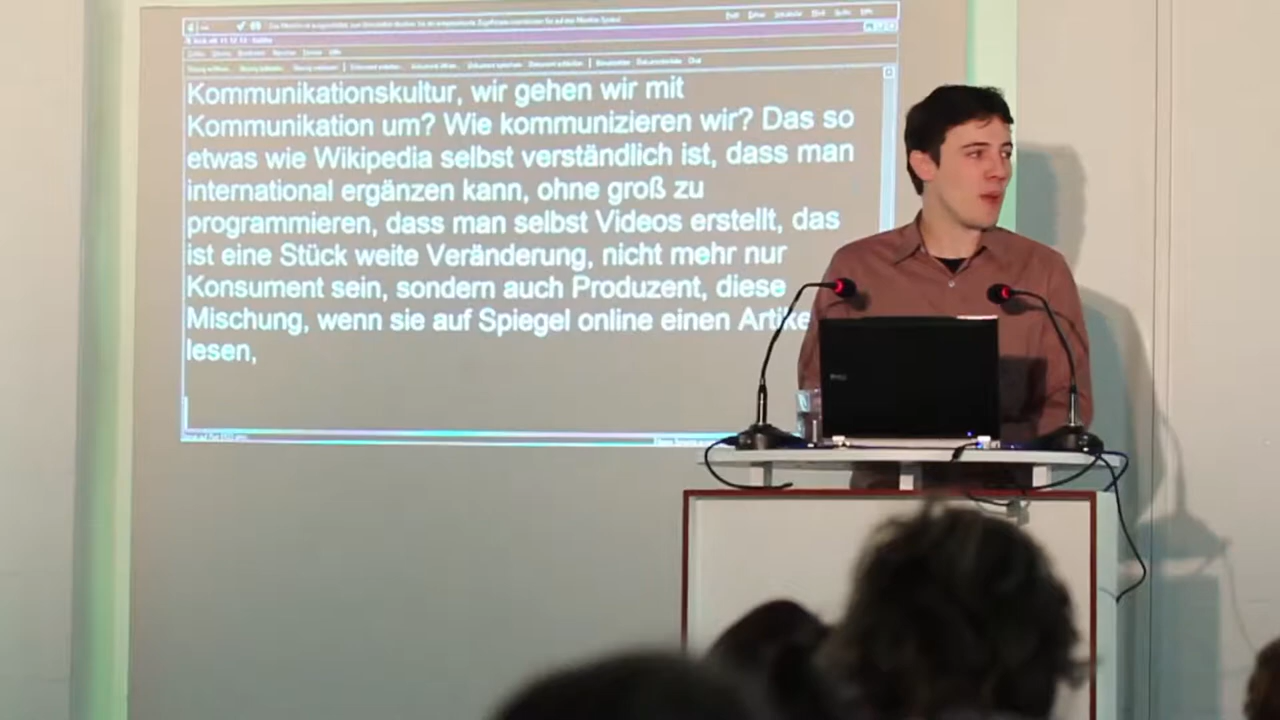 Kommunikationskultur, wir gehen wir mit
Kommunikation um? Wie kommunizieren wir? Das so
etwas wie Wikipedia selbst verständlich ist, dass man
international ergänzen kann, ohne groß zu
programmieren, dass man selbst Videos erstellt, das
ist eine Stück weite Veränderung, nicht mehr nur
Konsument sein, sondern auch Produzent, diese
Mischung, wenn sie auf Spiegel online einen Artike
lesen,